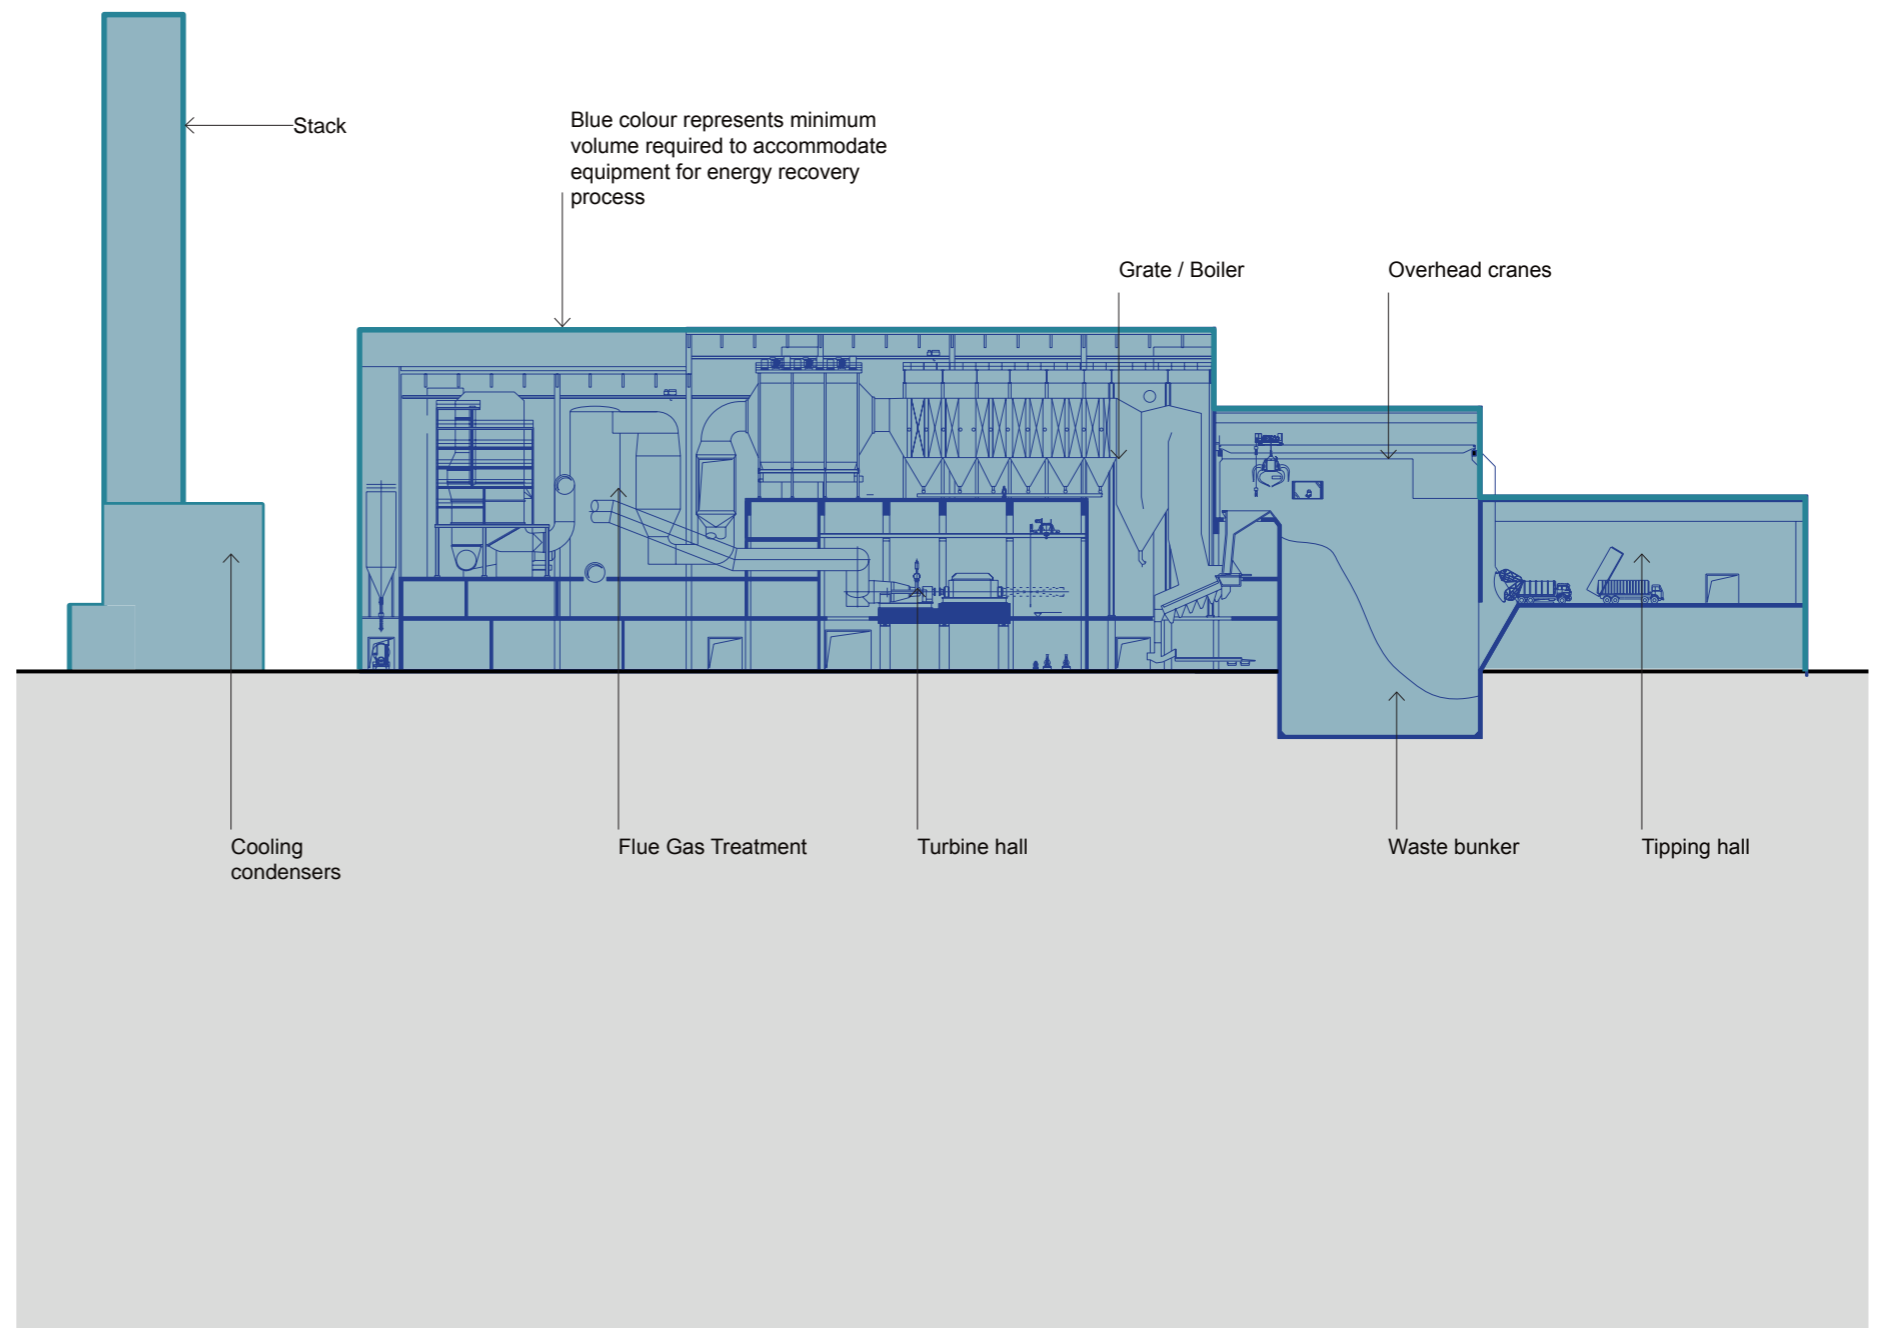 Stack
Blue colour represents minimum
volume required to accommodate
equipment for energy recovery
process
Grate / Boiler
Overhead cranes
Cooling
condensers
Flue Gas Treatment
Turbine hall
Waste bunker
Tipping hall